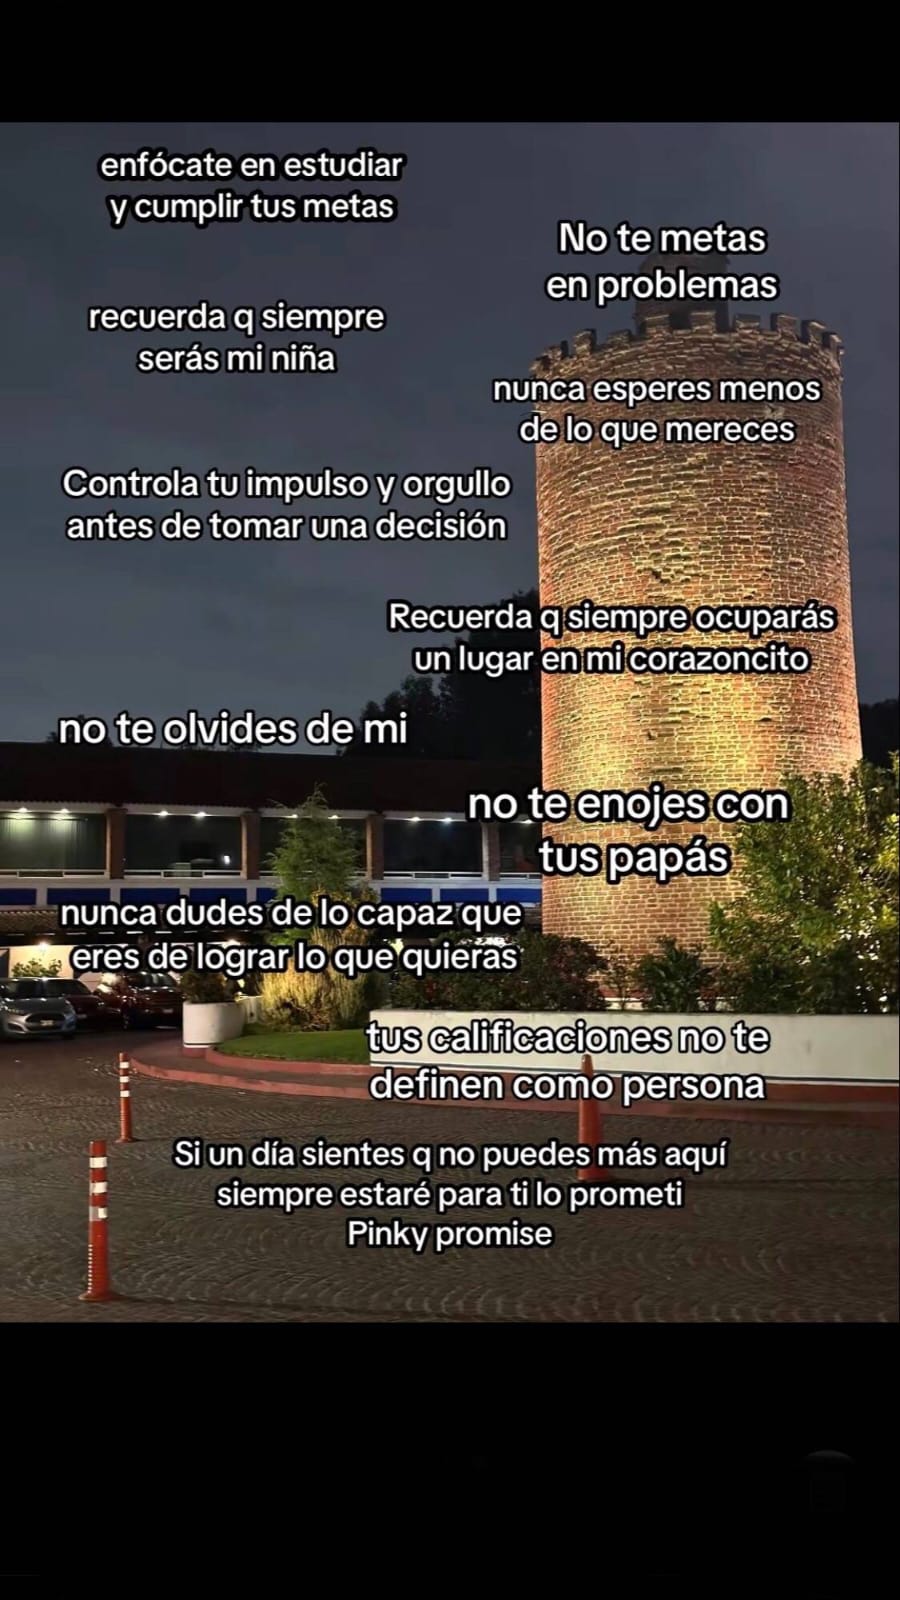 enfócate en estudiar
y cumplir tus metas
No te metas
en problemas
recuerda q siempre
serás mi niña
nunca esperes menos
de lo que mereces
Controla tu impulso y orgullo
antes de tomar una decisión
Recuerda q siempre ocuparás
un lugar en mi corazoncito
no te olvides de mi
no te enojes con
tus papás
nunca dudes de lo capaz que
eres de lograr lo que quieras
tus calificaciones no te
definen como persona
Si un día sientes q no puedes más aquí
siempre estaré para ti lo prometi
Pinky promise